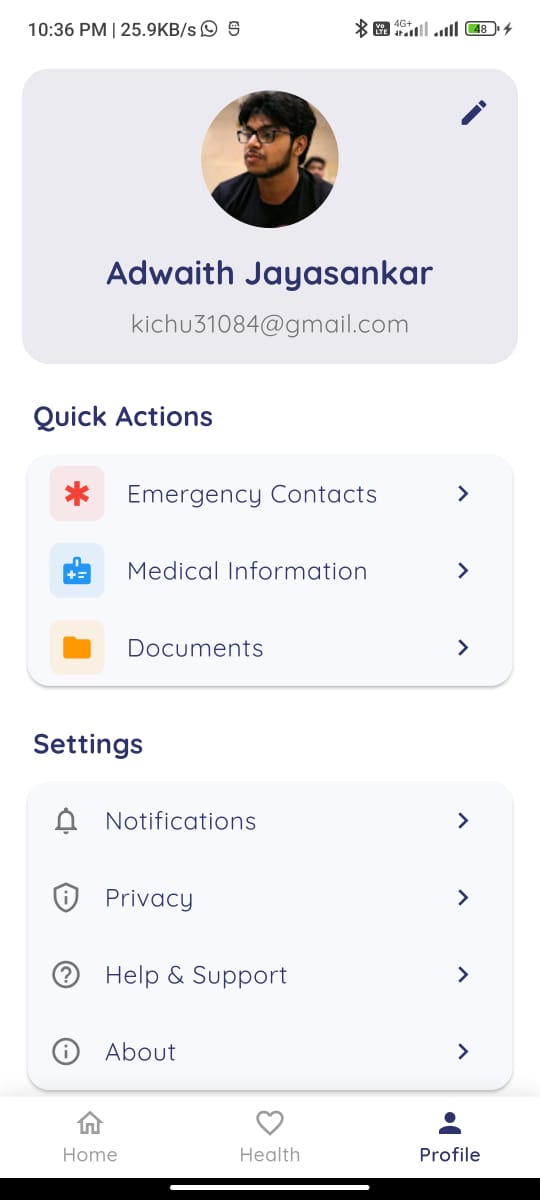 10:36 PM | 25.9KB/s
4G+
48
Adwaith Jayasankar
kichu31084@gmail.com
Quick Actions
Emergency Contacts
Medical Information
Documents
Settings
Notifications
Privacy
Help & Support
About
Home
Health
Profile